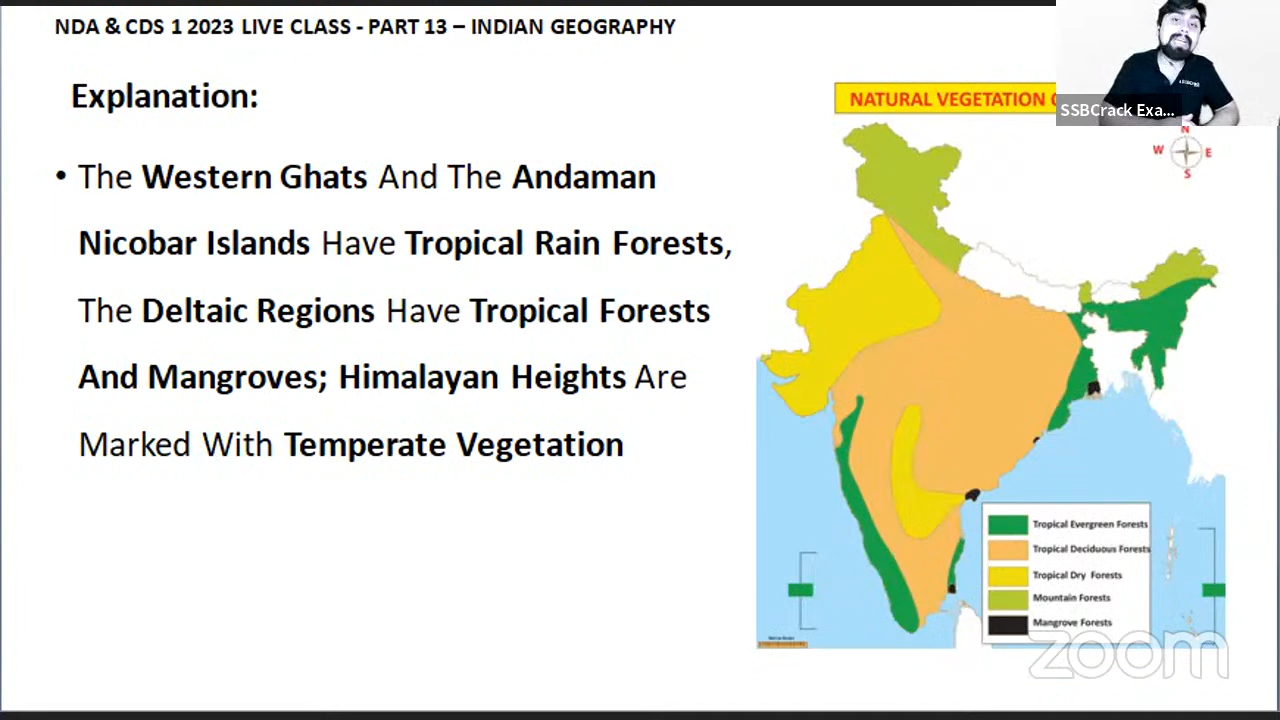 NDA & CDS 1 2023 LIVE CLASS - PART 13 – INDIAN GEOGRAPHY
SSBCrack Exa...
Explanation:
NATURAL VEGETATION
N
W E
S
• The Western Ghats And The Andaman
Nicobar Islands Have Tropical Rain Forests,
The Deltaic Regions Have Tropical Forests
And Mangroves; Himalayan Heights Are
Marked With Temperate Vegetation
Tropical Evergreen Forests
Tropical Deciduous Forests
Tropical Dry Forests
Mountain Forests
Mangrove Forests
zoom